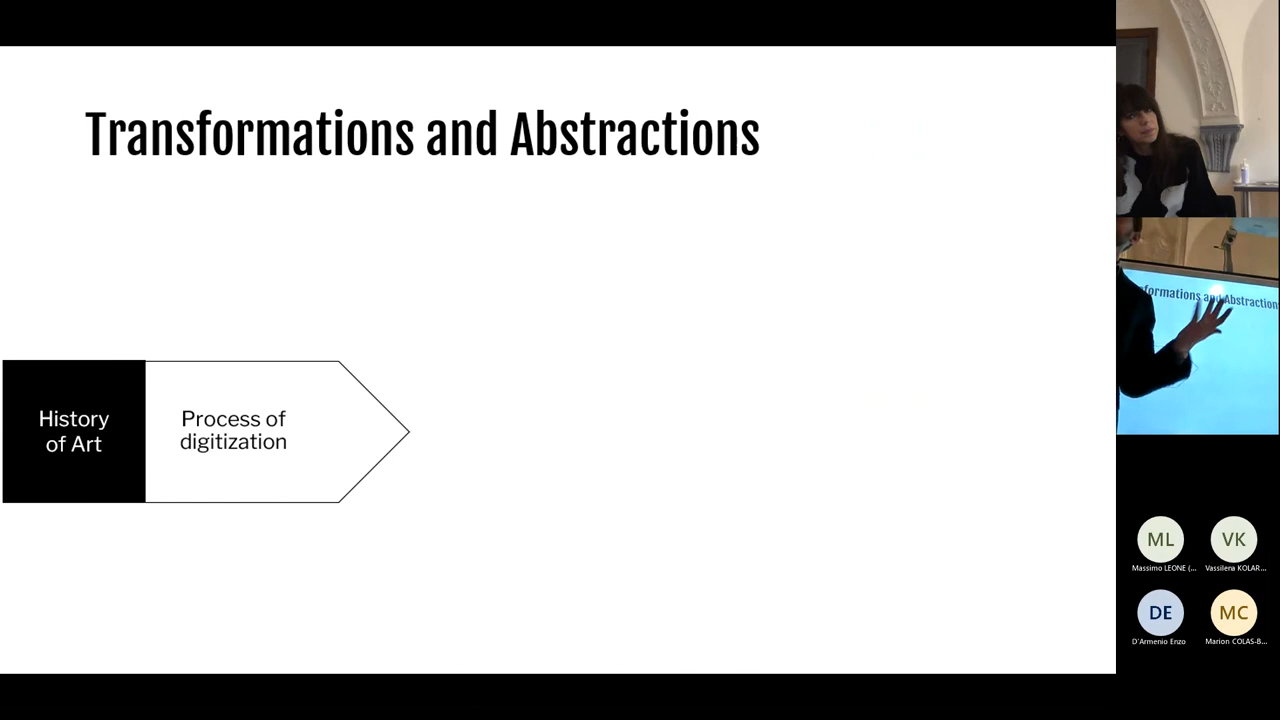 Transformations and Abstractions
History
of Art
Process of
digitization
formations and Abstraction
ML
VK
Massimo LEONE (...
Vassilena KOLAR...
DE
MC
D'Armenio Enzo
Marion COLAS-B...